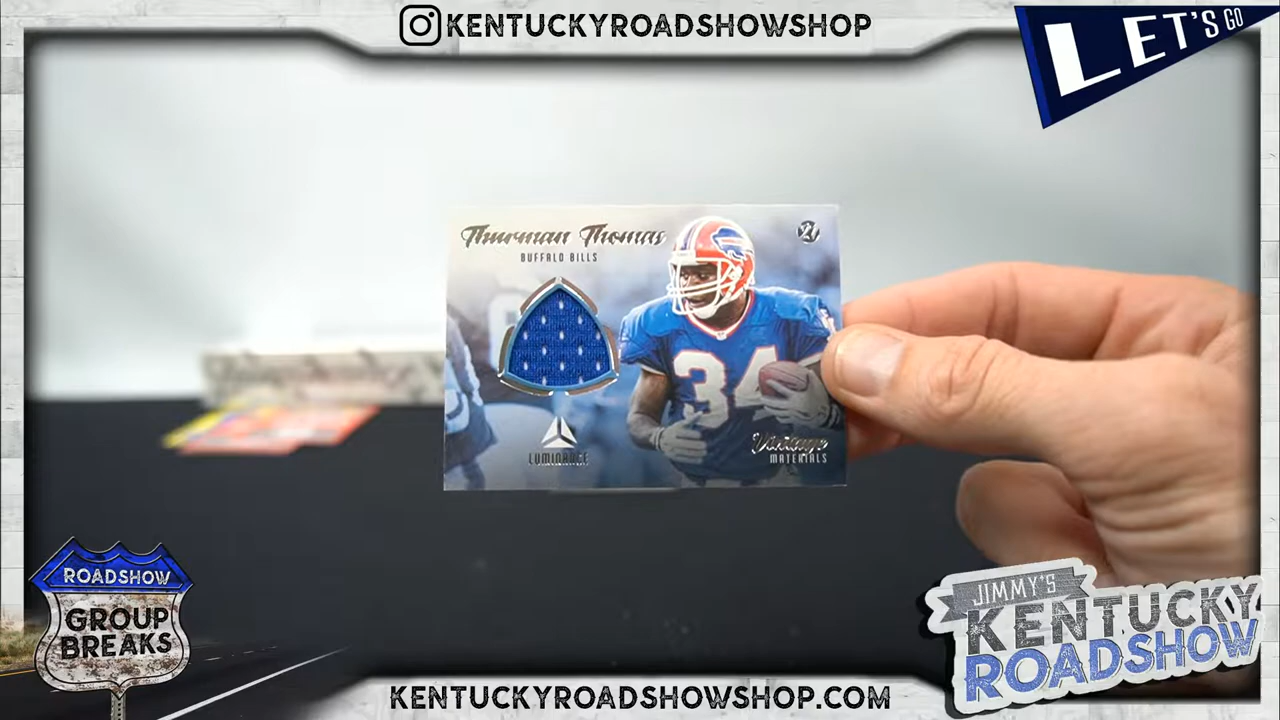 KENTUCKYROADSHOWSHOP
LET'S GO
Thurman Thomas
BUFFALO BILLS
34
LUMINANCE
Vintage
MATERIALS
ROADSHOW
GROUP
BREAKS
JIMMY'S
KENTUCKY
ROADSHOW
KENTUCKYROADSHOWSHOP.COM